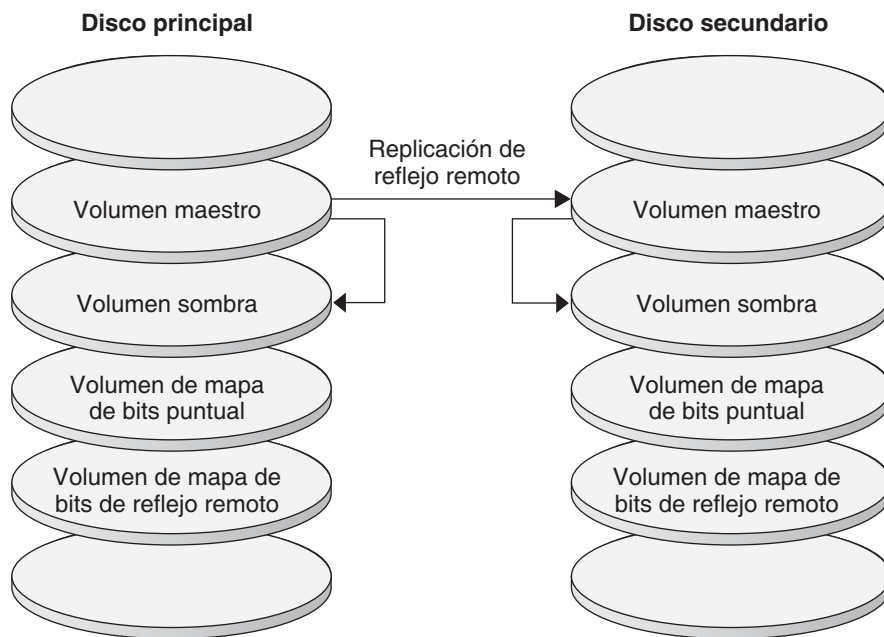 Disco principal
Disco secundario
Replicación de
reflejo remoto
Volumen maestro
Volumen maestro
Volumen sombra
Volumen sombra
Volumen de mapa
de bits puntual
Volumen de mapa
de bits puntual
Volumen de mapa de
bits de reflejo remoto
Volumen de mapa de
bits de reflejo remoto